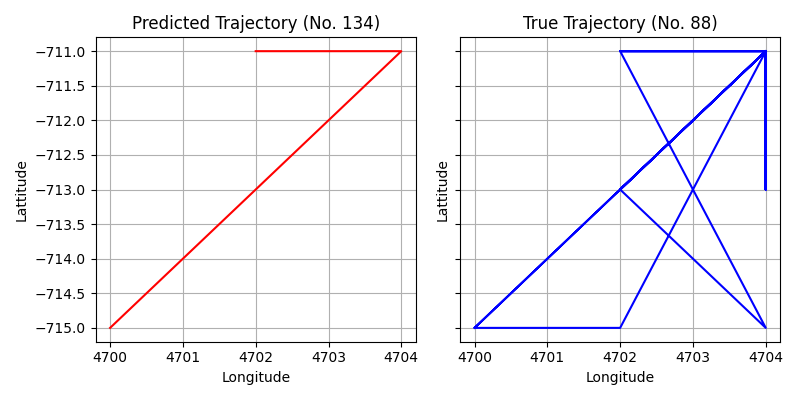 Predicted Trajectory (No. 134)
True Trajectory (No. 88)
Lattitude
−711.0
−711.5
−712.0
−712.5
−713.0
−713.5
−714.0
−714.5
−715.0
4700 4701 4702 4703 4704
Longitude
Lattitude
4700 4701 4702 4703 4704
Longitude